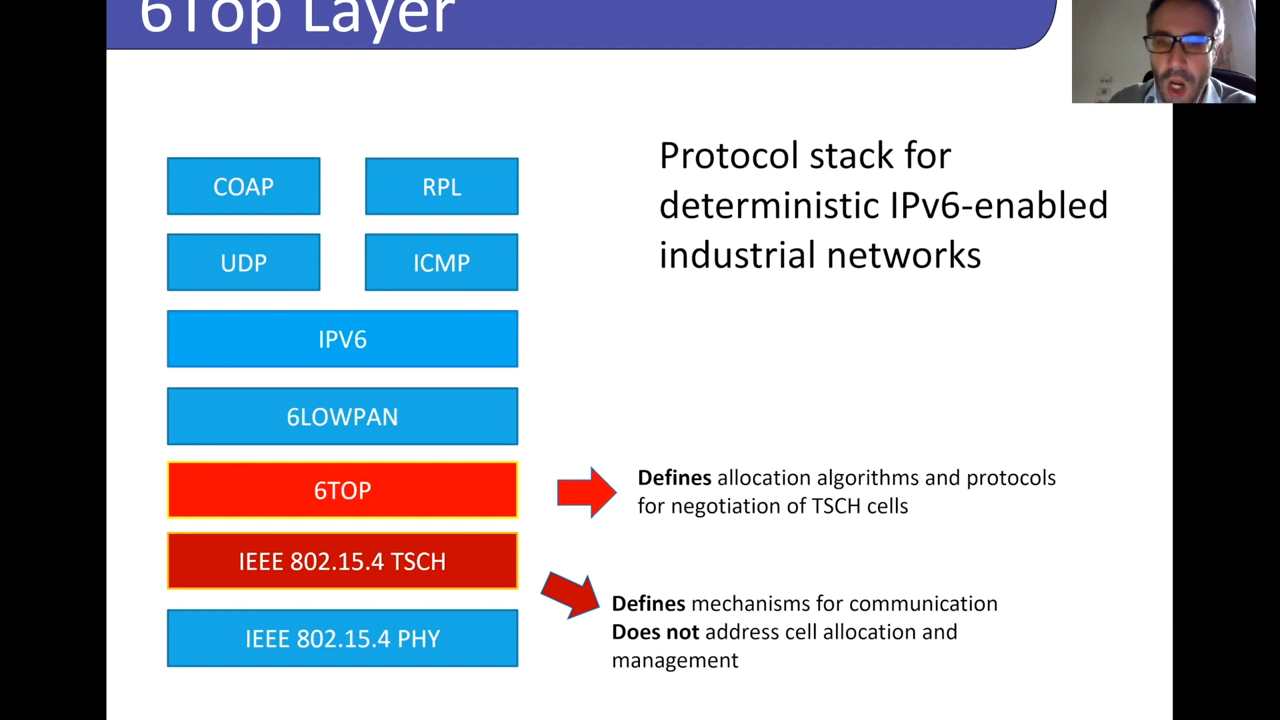 6Top Layer
COAP
RPL
UDP
ICMP
IPV6
6LOWPAN
6TOP
IEEE 802.15.4 TSCH
IEEE 802.15.4 PHY
Protocol stack for
deterministic IPv6-enabled
industrial networks
Defines allocation algorithms and protocols
for negotiation of TSCH cells
Defines mechanisms for communication
Does not address cell allocation and
management